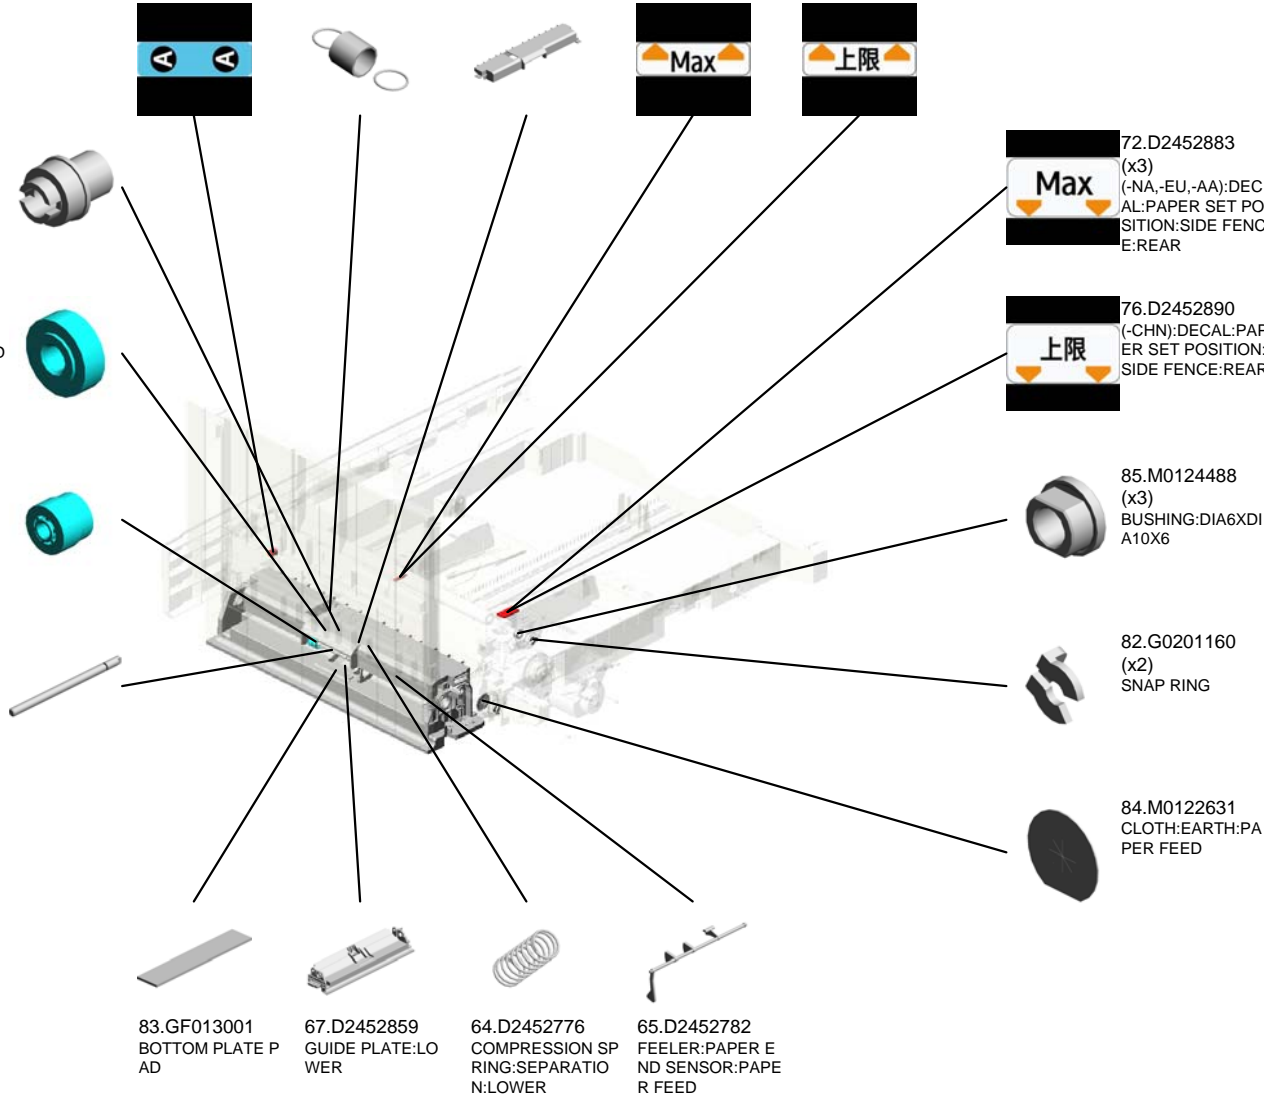 A A
Max
上限
Max
72.D2452883
(x3)
(-NA,-EU,-AA):DEC
AL:PAPER SET PO
SITION:SIDE FENC
E:REAR
上限
76.D2452890
(-CHN):DECAL:PAP
ER SET POSITION:
SIDE FENCE:REAR
85.M0124488
(x3)
BUSHING:DIA6XDI
A10X6
82.G0201160
(x2)
SNAP RING
84.M0122631
CLOTH:EARTH:PA
PER FEED
83.GF013001
BOTTOM PLATE P
AD
67.D2452859
GUIDE PLATE:LO
WER
64.D2452776
COMPRESSION SP
RING:SEPARATIO
N:LOWER
65.D2452782
FEELER:PAPER E
ND SENSOR:PAPE
R FEED